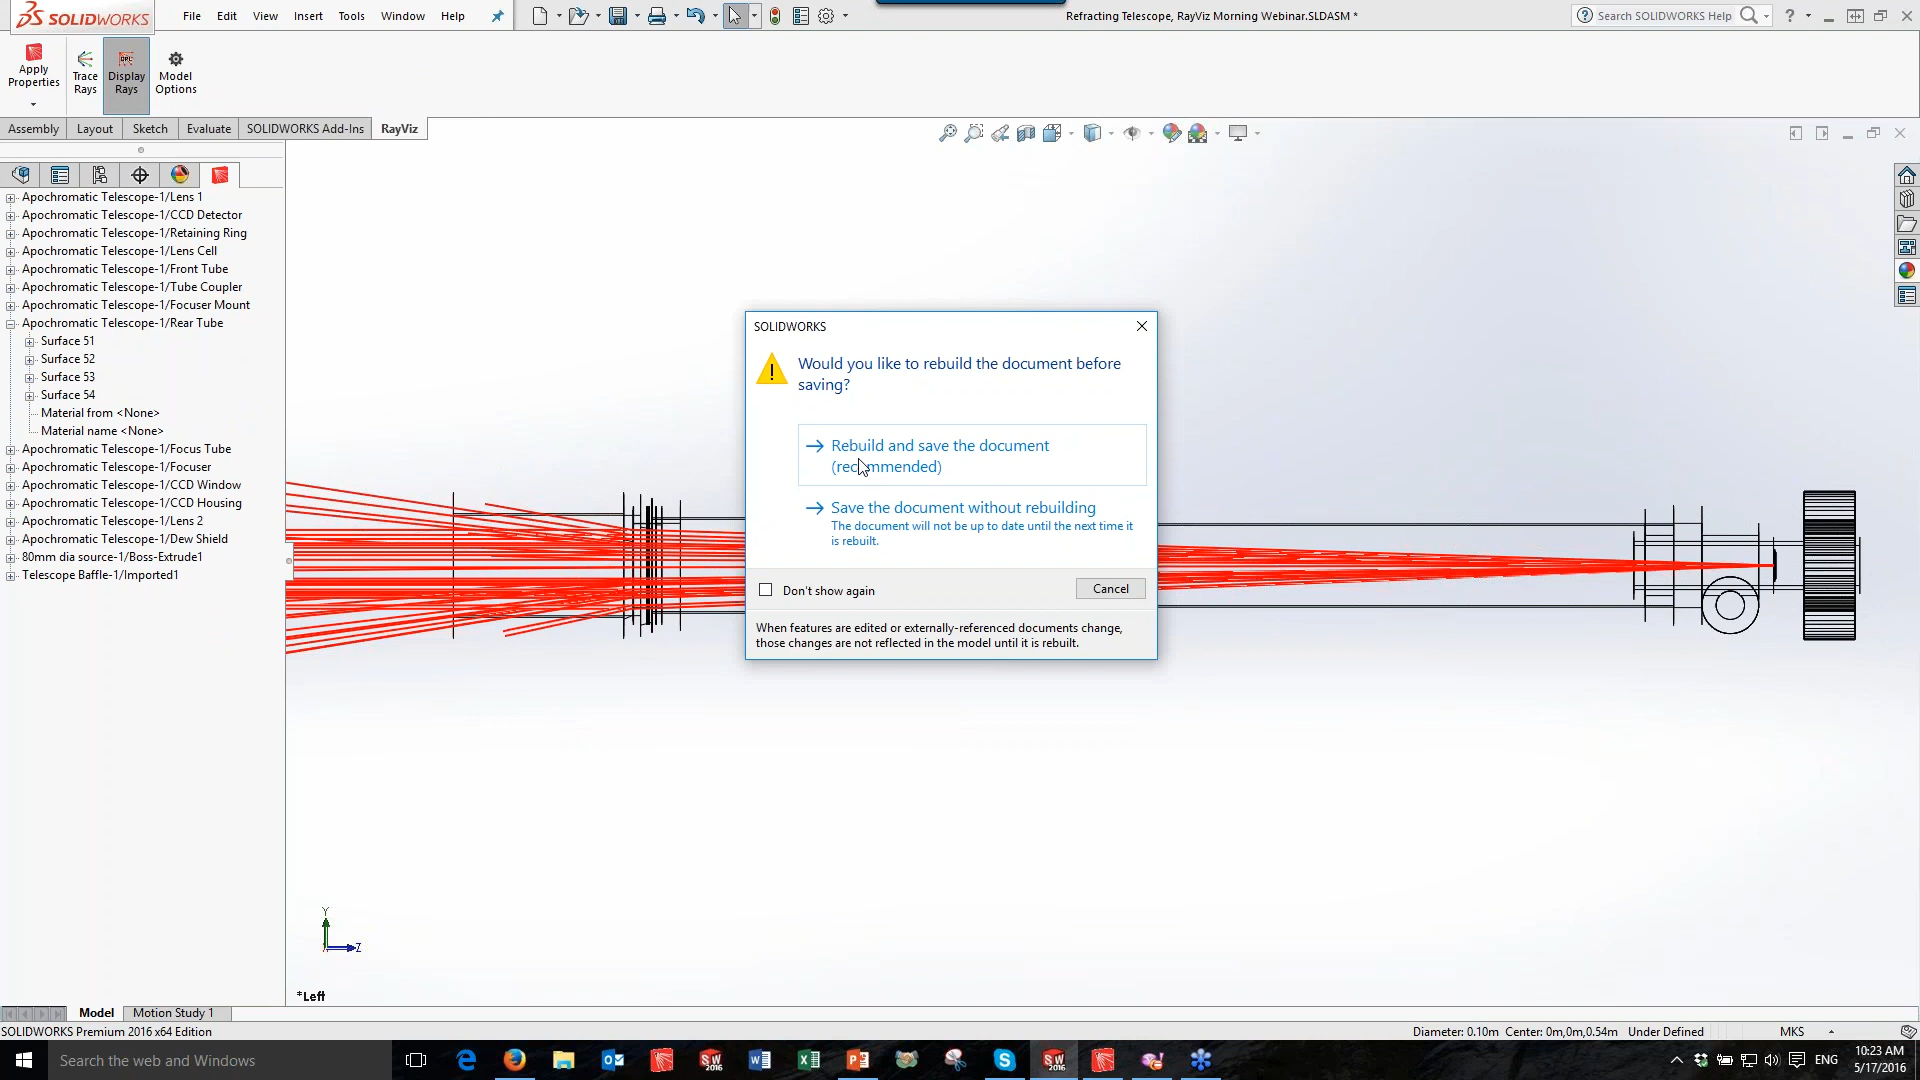 SOLIDWORKS
File Edit View Insert Tools Window Help
Refracting Telescope, RayViz Morning Webinar.SLDASM *
Search SOLIDWORKS Help
Apply Properties
Trace Rays
Display Rays
Model Options
Assembly Layout Sketch Evaluate SOLIDWORKS Add-Ins RayViz
Apochromatic Telescope-1/Lens 1
Apochromatic Telescope-1/CCD Detector
Apochromatic Telescope-1/Retaining Ring
Apochromatic Telescope-1/Lens Cell
Apochromatic Telescope-1/Front Tube
Apochromatic Telescope-1/Tube Coupler
Apochromatic Telescope-1/Focuser Mount
Apochromatic Telescope-1/Rear Tube
Surface 51
Surface 52
Surface 53
Surface 54
Material from <None>
Material name <None>
Apochromatic Telescope-1/Focus Tube
Apochromatic Telescope-1/Focuser
Apochromatic Telescope-1/CCD Window
Apochromatic Telescope-1/CCD Housing
Apochromatic Telescope-1/Lens 2
Apochromatic Telescope-1/Dew Shield
80mm dia source-1/Boss-Extrude1
Telescope Baffle-1/Imported1
SOLIDWORKS
Would you like to rebuild the document before
saving?
Rebuild and save the document
(recommended)
Save the document without rebuilding
The document will not be up to date until the next time it
is rebuilt.
Don't show again
Cancel
When features are edited or externally-referenced documents change,
those changes are not reflected in the model until it is rebuilt.
Y
Z
*Left
Model Motion Study 1
SOLIDWORKS Premium 2016 x64 Edition
Diameter: 0.10m Center: 0m,0m,0.54m Under Defined MKS
Search the web and Windows
ENG
10:23 AM
5/17/2016